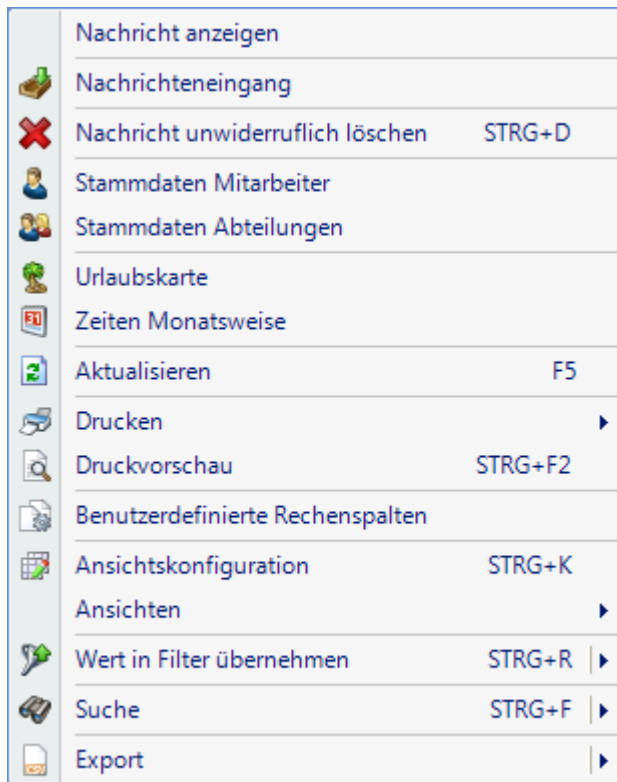 Nachricht anzeigen
Nachrichteneingang
Nachricht unwiderruflich löschen STRG+D
Stammdaten Mitarbeiter
Stammdaten Abteilungen
Urlaubskarte
31
Zeiten Monatsweise
Aktualisieren F5
Drucken
Druckvorschau STRG+F2
Benutzerdefinierte Rechenspalten
Ansichtskonfiguration STRG+K
Ansichten
Wert in Filter übernehmen STRG+R
Suche STRG+F
Export